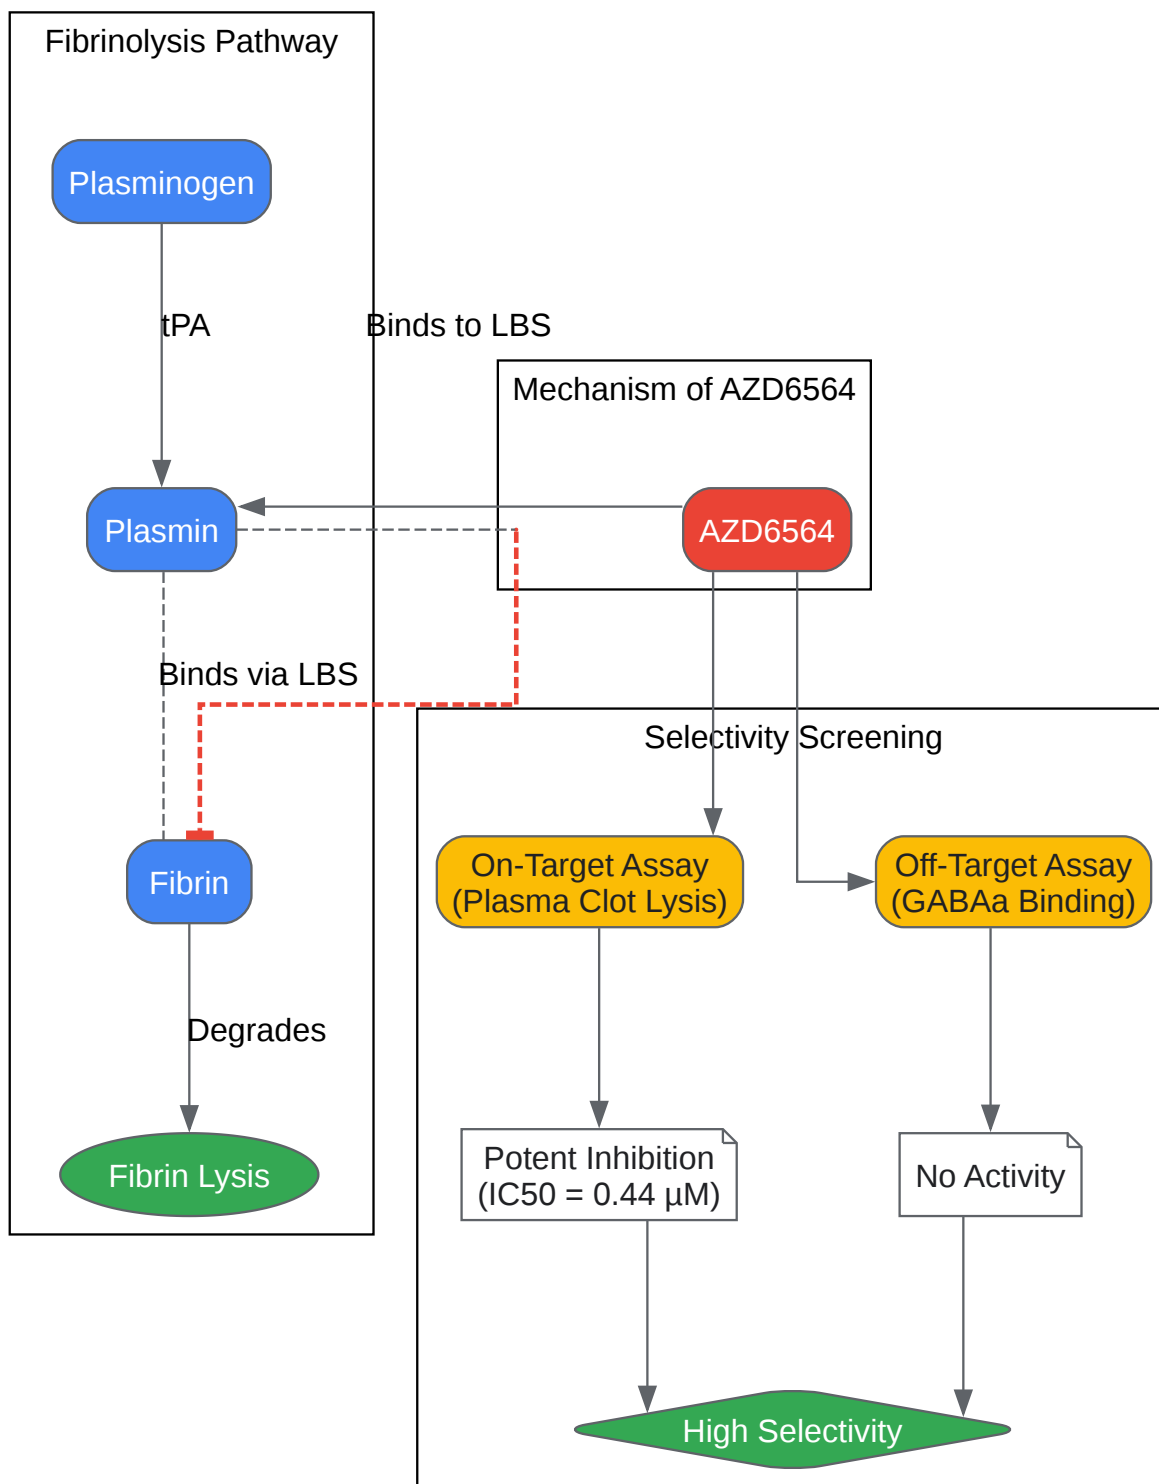 Fibrinolysis Pathway
Plasminogen
tPA
Binds to LBS
Mechanism of AZD6564
Plasmin
AZD6564
Binds via LBS
Selectivity Screening
Fibrin
On-Target Assay
(Plasma Clot Lysis)
Off-Target Assay
(GABAa Binding)
Degrades
Fibrin Lysis
Potent Inhibition
(IC50 = 0.44 µM)
No Activity
High Selectivity